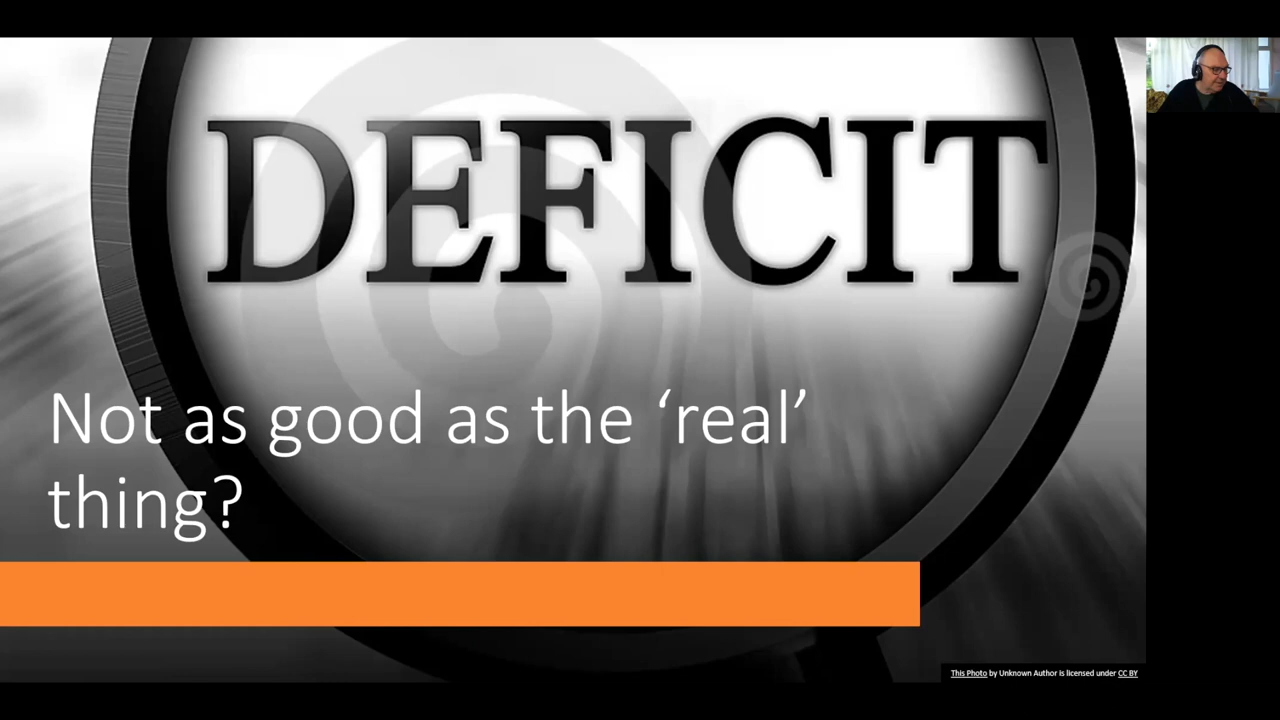 DEFICIT
Not as good as the ‘real’
thing?
This Photo by Unknown Author is licensed under CC BY